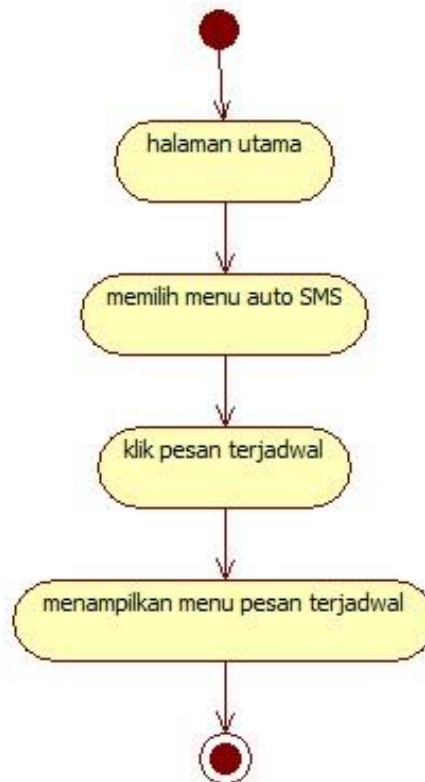 halaman utama
memilih menu auto SMS
klik pesan terjadwal
menampilkan menu pesan terjadwal